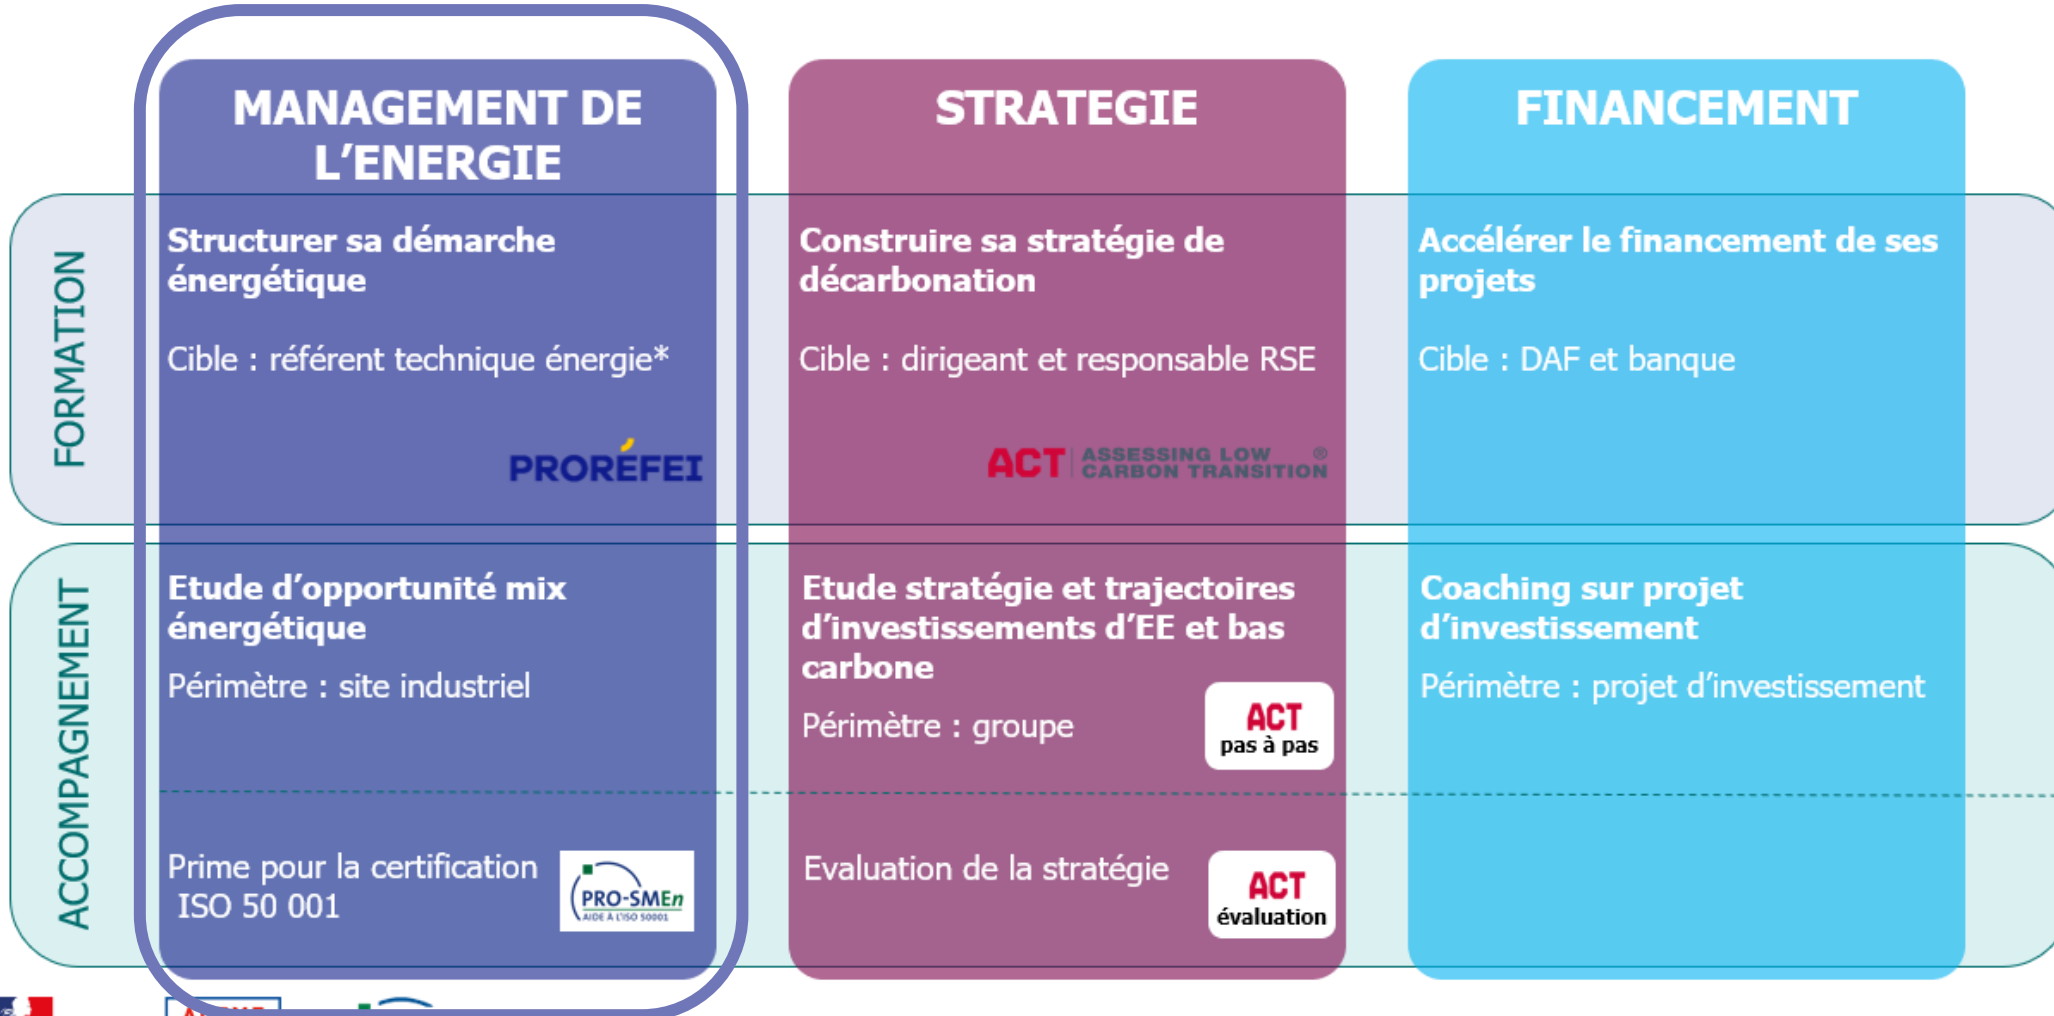 MANAGEMENT DE
L’ENERGIE
STRATEGIE
FINANCEMENT
FORMATION
Structurer sa démarche
énergétique
Cible : référent technique énergie*
PRORÉFEI
Construire sa stratégie de
décarbonation
Cible : dirigeant et responsable RSE
ACT ASSESSING LOW
CARBON TRANSITION ®
Accélérer le financement de ses
projets
Cible : DAF et banque
ACCOMPAGNEMENT
Etude d’opportunité mix
énergétique
Périmètre : site industriel
Prime pour la certification
ISO 50 001
PRO-SMEn
AIDE À L'ISO 50001
Etude stratégie et trajectoires
d’investissements d’EE et bas
carbone
Périmètre : groupe
ACT
pas à pas
Evaluation de la stratégie
ACT
évaluation
Coaching sur projet
d’investissement
Périmètre : projet d’investissement